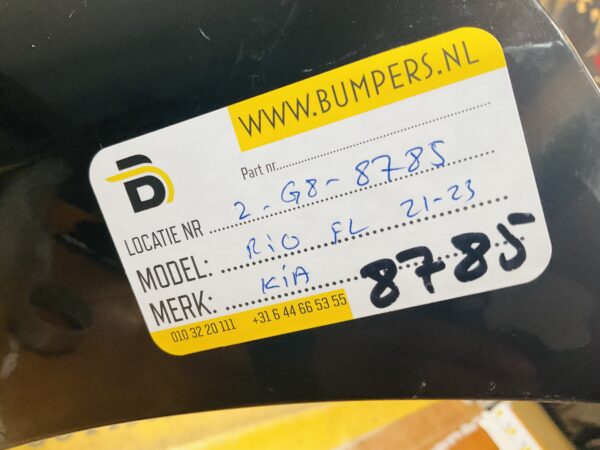 WWW.BUMPERS.NL
Part nr.
LOCATIE NR 2-G8-8785
MODEL: RiO FL 21-23
MERK: KiA 8785
010 32 20 111 +31 6 44 66 53 55